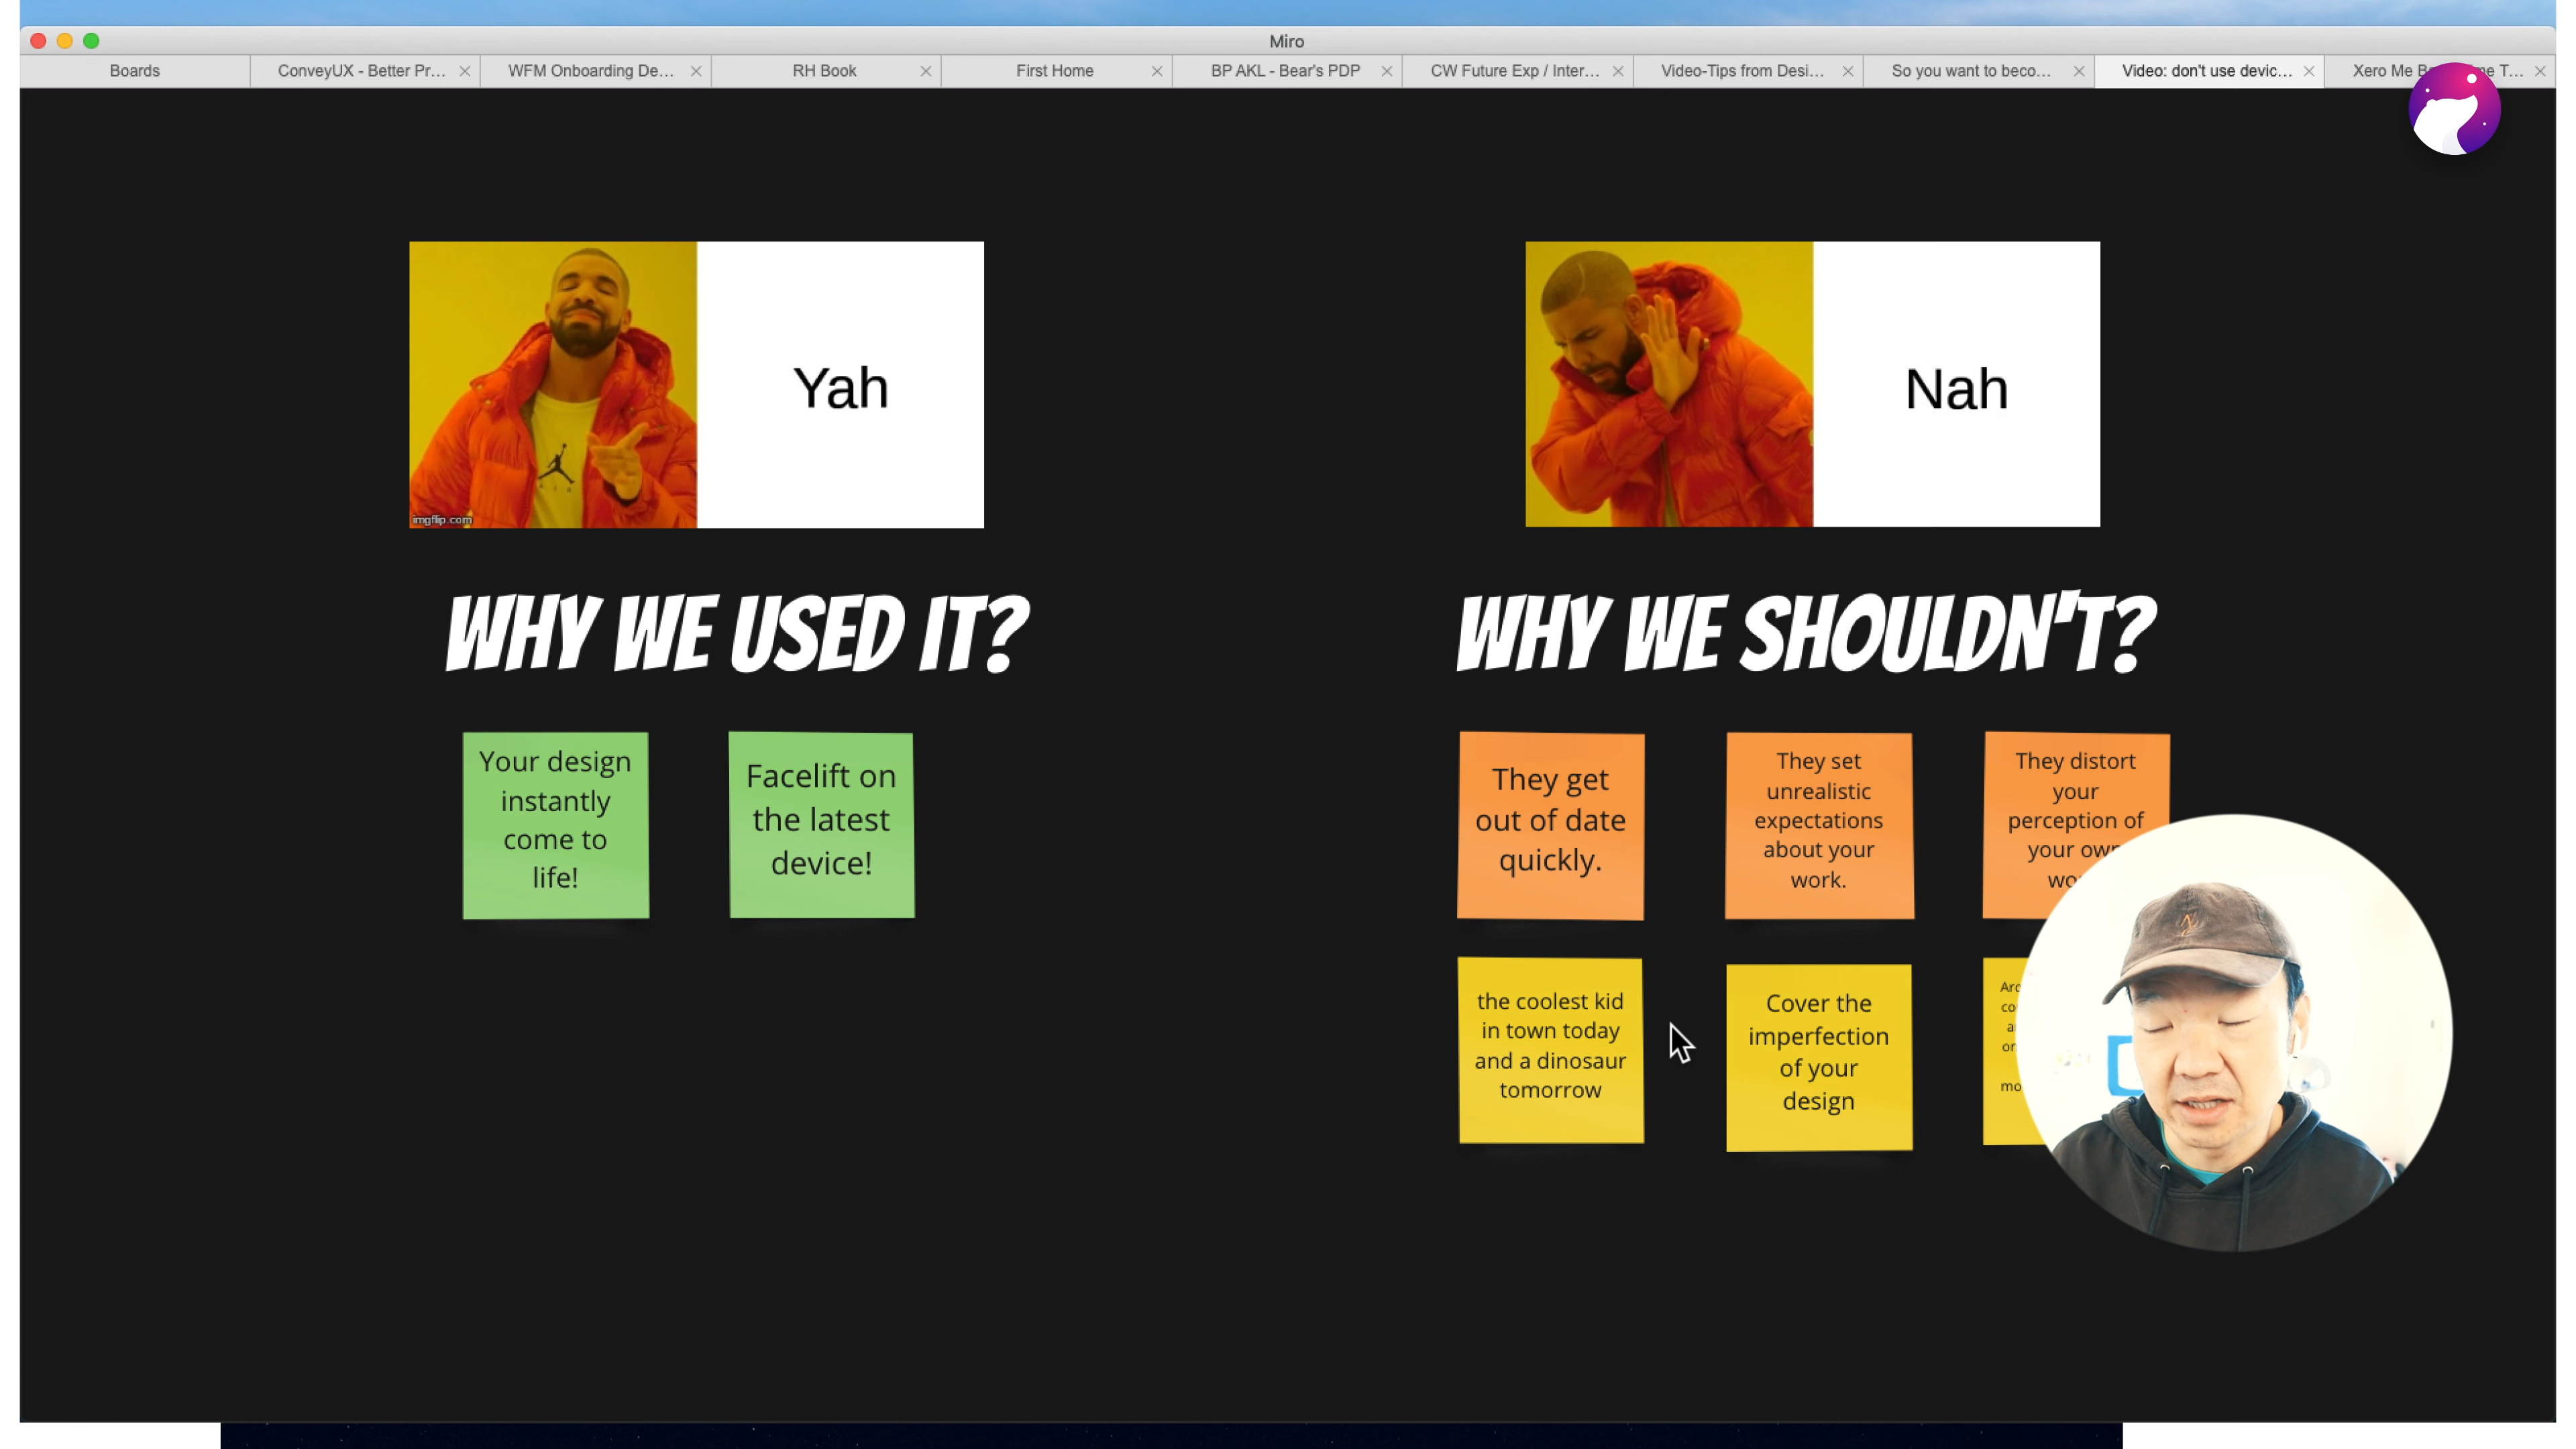 Miro
Boards
ConveyUX - Better Pr...
WFM Onboarding De...
RH Book
First Home
BP AKL - Bear's PDP
CW Future Exp / Inter...
Video-Tips from Desi...
So you want to beco...
Video: don't use devic...
Xero Me
Yah
imgflip.com
Nah
WHY WE USED IT?
WHY WE SHOULDN'T?
Your design
instantly
come to
life!
Facelift on
the latest
device!
They get
out of date
quickly.
They set
unrealistic
expectations
about your
work.
They distort
your
perception of
your own
the coolest kid
in town today
and a dinosaur
tomorrow
Cover the
imperfection
of your
design